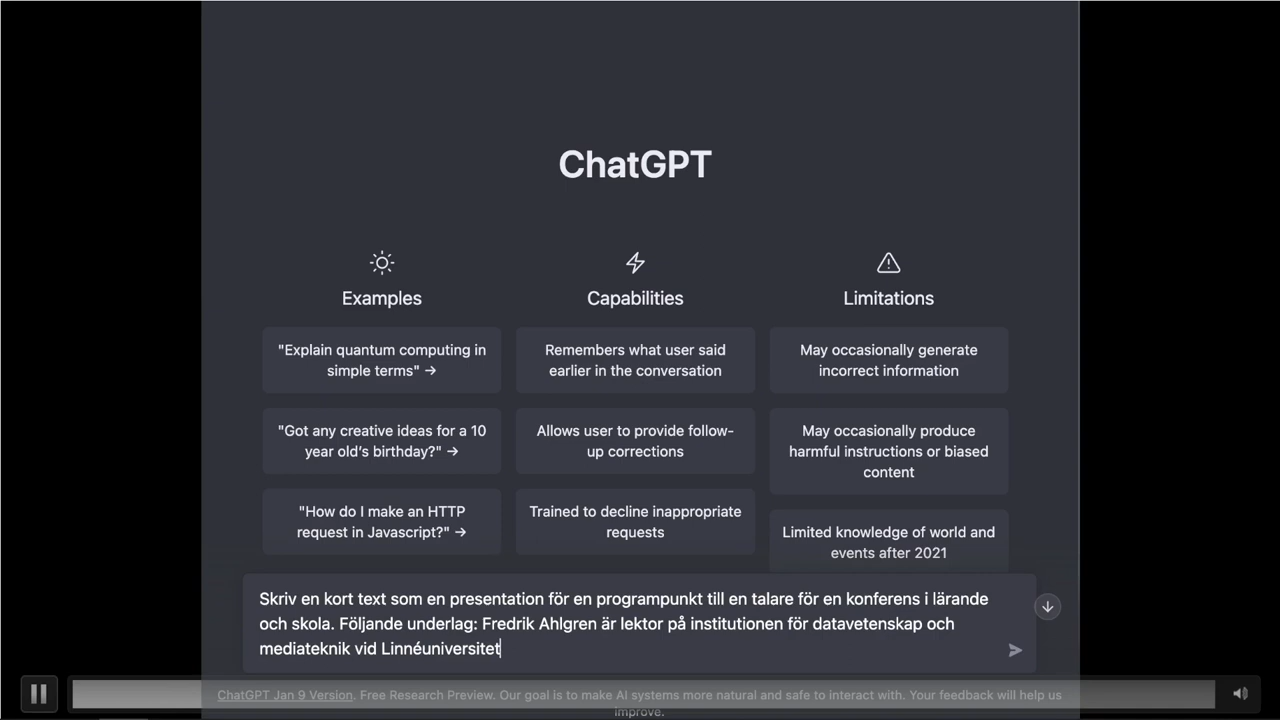 ChatGPT
Examples
Capabilities
Limitations
"Explain quantum computing in
simple terms" →
Remembers what user said
earlier in the conversation
May occasionally generate
incorrect information
"Got any creative ideas for a 10
year old's birthday?" →
Allows user to provide follow-
up corrections
May occasionally produce
harmful instructions or biased
content
"How do I make an HTTP
request in Javascript?" →
Trained to decline inappropriate
requests
Limited knowledge of world and
events after 2021
Skriv en kort text som en presentation för en programpunkt till en talare för en konferens i lärande
och skola. Följande underlag: Fredrik Ahlgren är lektor på institutionen för datavetenskap och
mediateknik vid Linnéuniversitet
ChatGPT Jan 9 Version. Free Research Preview. Our goal is to make AI systems more natural and safe to interact with. Your feedback will help us
improve.